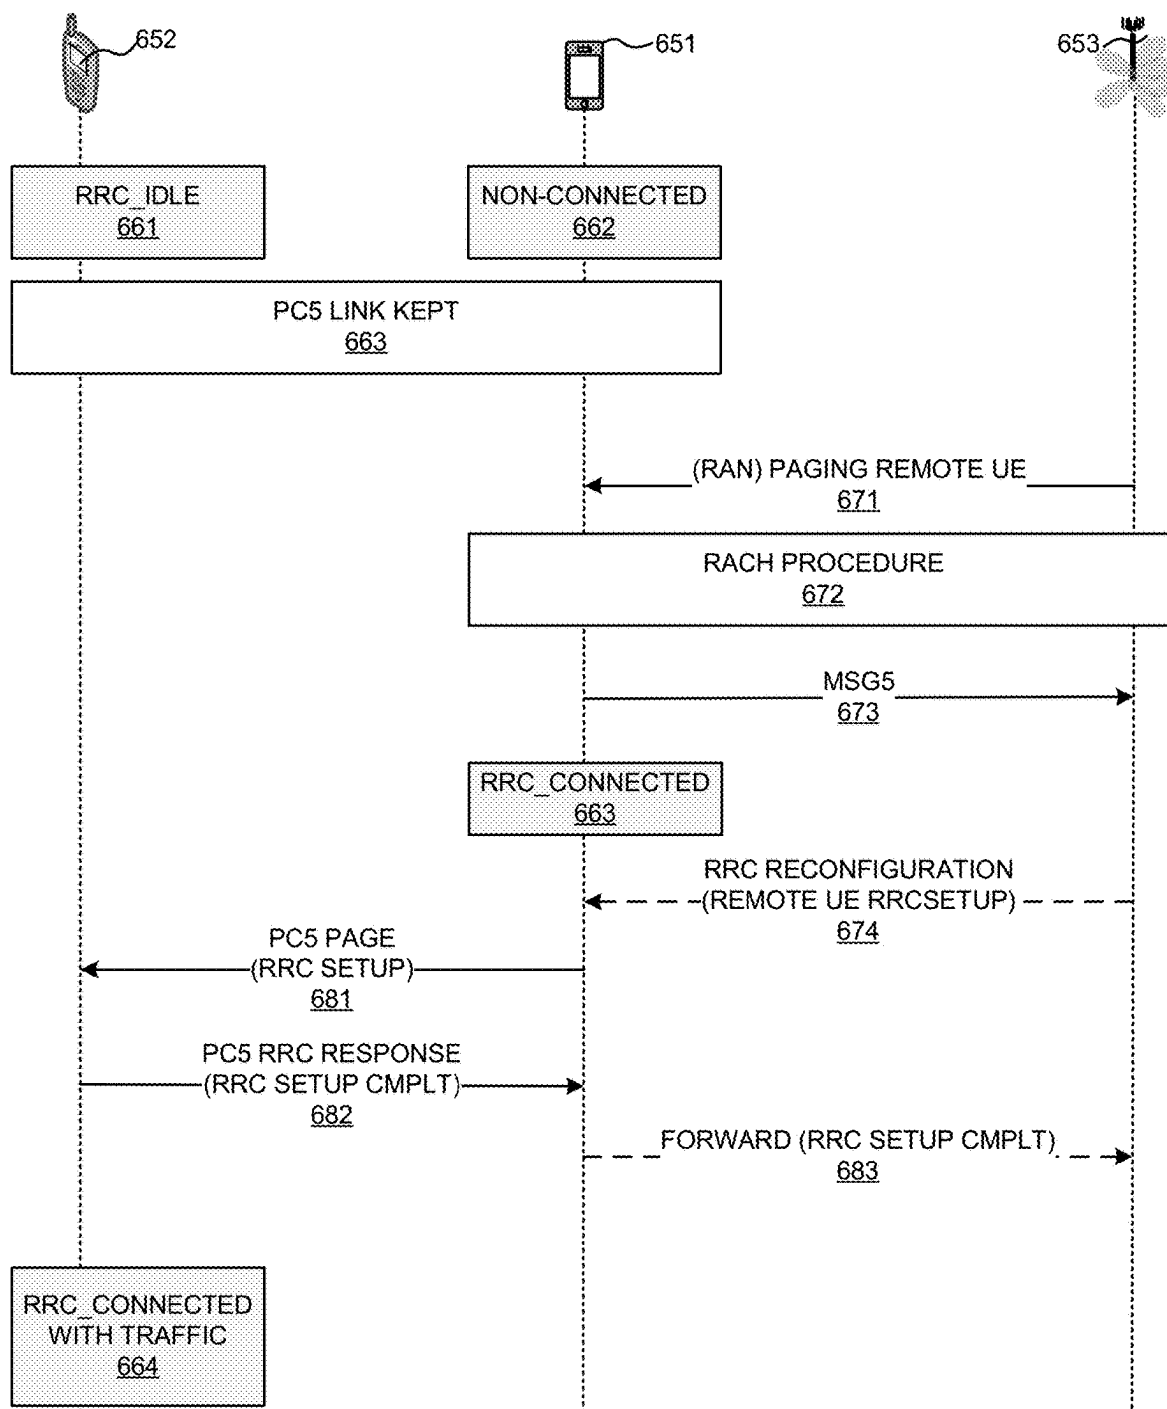 652
651
653
RRC_IDLE
661
NON-CONNECTED
662
PC5 LINK KEPT
663
(RAN) PAGING REMOTE UE
671
RACH PROCEDURE
672
MSG5
673
RRC_CONNECTED
663
RRC RECONFIGURATION
(REMOTE UE RRCSETUP)
674
PC5 PAGE
(RRC SETUP)
681
PC5 RRC RESPONSE
(RRC SETUP CMPLT)
682
FORWARD (RRC SETUP CMPLT)
683
RRC_CONNECTED
WITH TRAFFIC
664